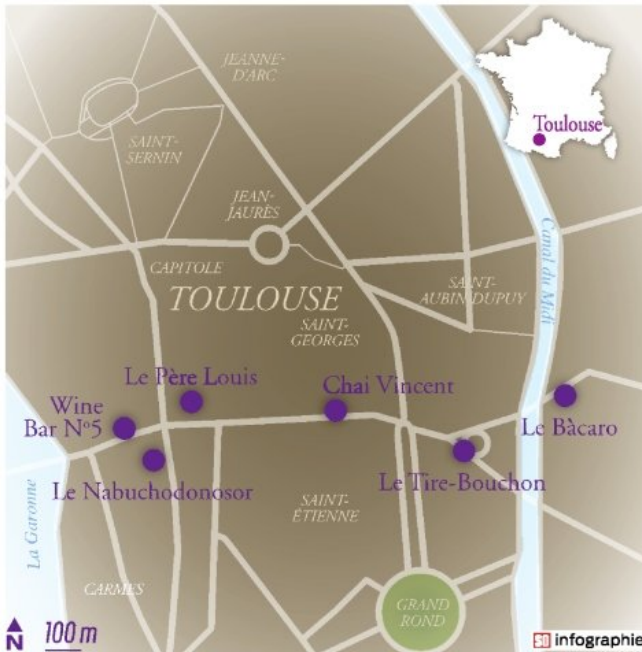 JEANNE-
D'ARC
Toulouse
SAINT-
SERNIN
JEAN-
JAURÈS
Canal du Midi
CAPITOLE
TOULOUSE
SAINT-
AUBIN DUPUY
SAINT-
GEORGES
Le Père Louis
Chai Vincent
Wine
Bar Nº5
Le Bàcaro
Le Nabuchodonosor
Le Tire-Bouchon
SAINT-
ÉTIENNE
La Garonne
CARMES
GRAND
ROND
N
100 m
SO infographie